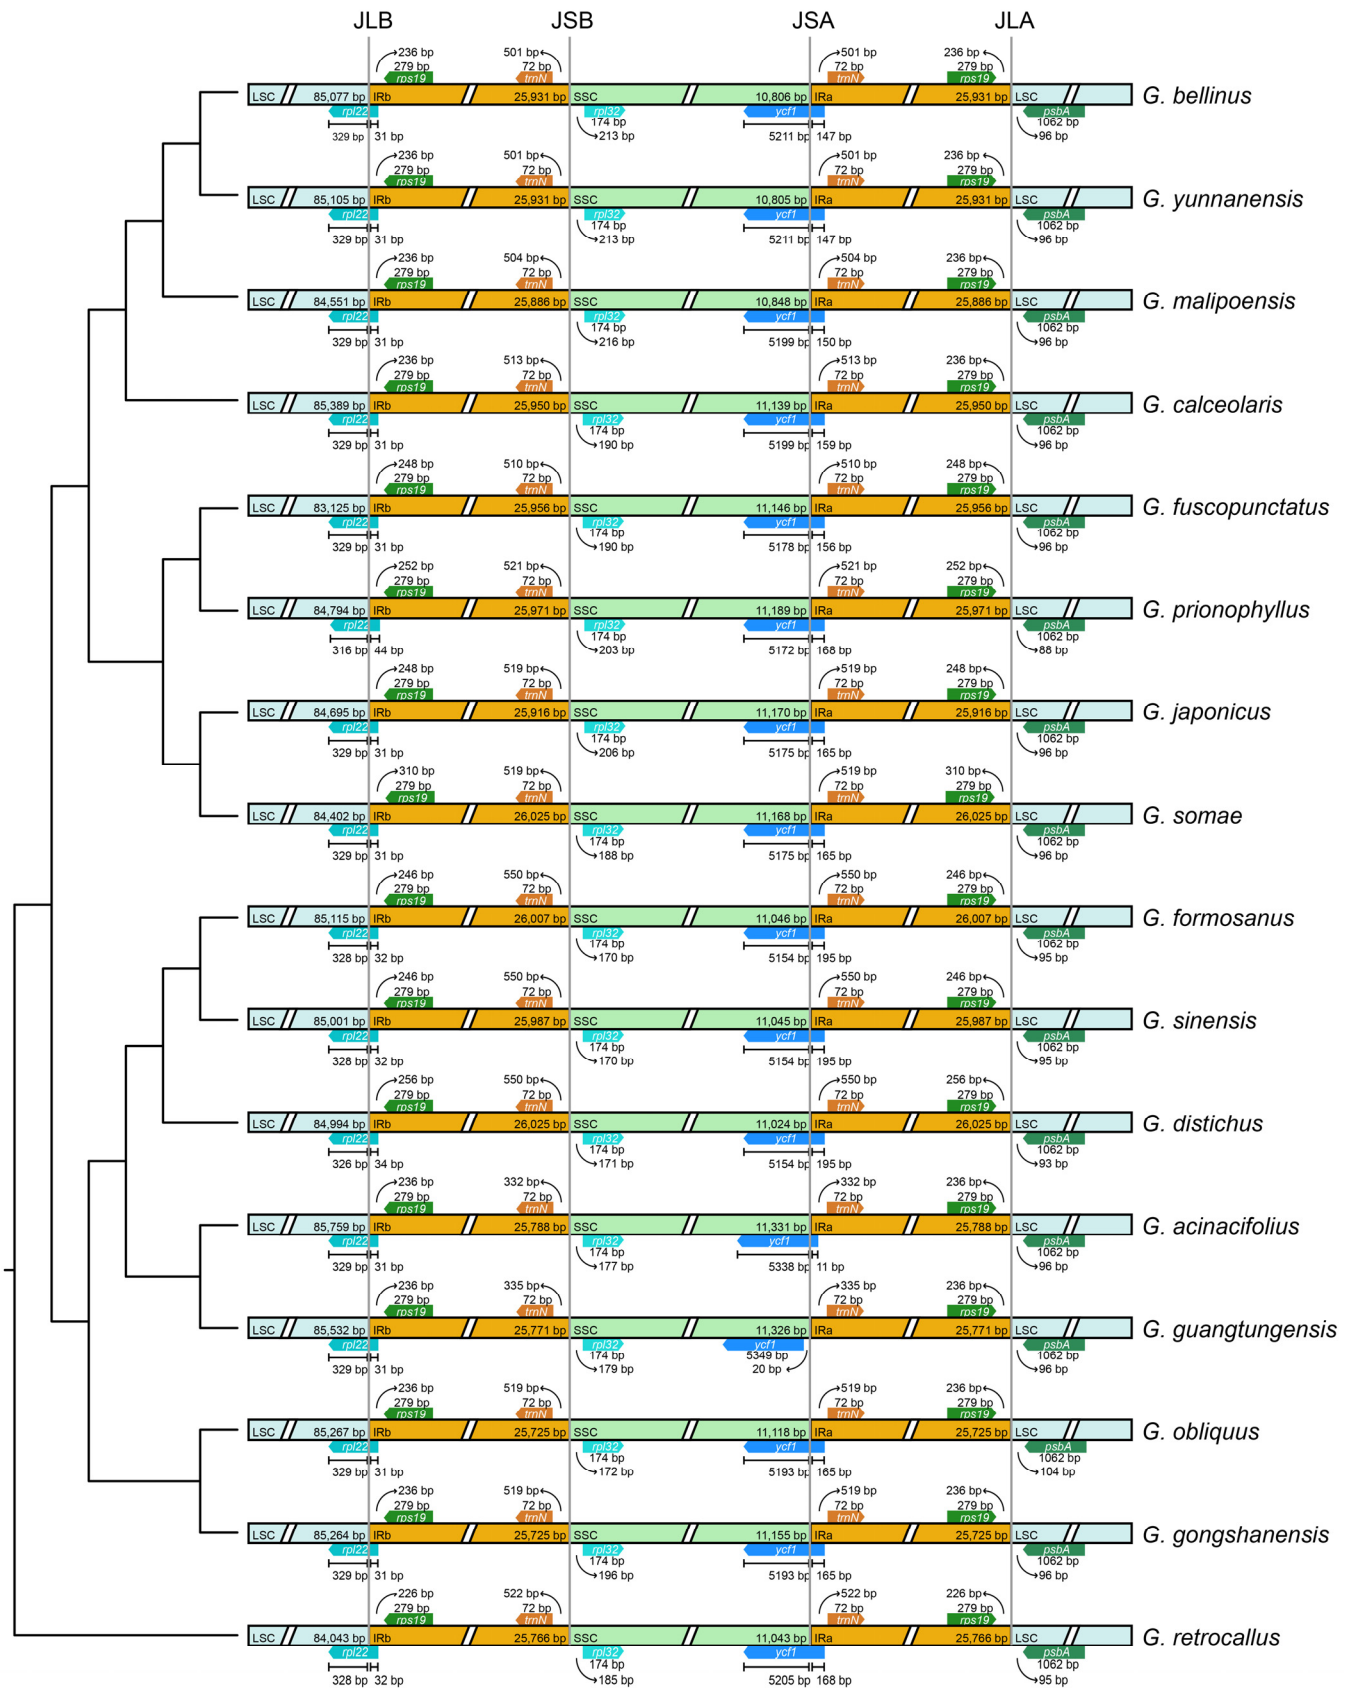 JLB JSB JSA JLA
236 bp 501 bp 501 bp 236 bp
279 bp 72 bp 72 bp 279 bp
rps19 trnN trnN rps19
LSC 85,077 bp IRb 25,931 bp SSC 10,806 bp IRa 25,931 bp LSC G. bellinus
rpl22 rpl32 ycf1 psbA
174 bp 1062 bp
329 bp 31 bp 213 bp 5211 bp 147 bp 96 bp
236 bp 501 bp 501 bp 236 bp
279 bp 72 bp 72 bp 279 bp
rps19 trnN trnN rps19
LSC 85,105 bp IRb 25,931 bp SSC 10,805 bp IRa 25,931 bp LSC G. yunnanensis
rpl22 rpl32 ycf1 psbA
174 bp 1062 bp
329 bp 31 bp 213 bp 5211 bp 147 bp 96 bp
236 bp 504 bp 504 bp 236 bp
279 bp 72 bp 72 bp 279 bp
rps19 trnN trnN rps19
LSC 84,551 bp IRb 25,886 bp SSC 10,848 bp IRa 25,886 bp LSC G. malipoensis
rpl22 rpl32 ycf1 psbA
174 bp 1062 bp
329 bp 31 bp 216 bp 5199 bp 150 bp 96 bp
236 bp 513 bp 513 bp 236 bp
279 bp 72 bp 72 bp 279 bp
rps19 trnN trnN rps19
LSC 85,389 bp IRb 25,950 bp SSC 11,139 bp IRa 25,950 bp LSC G. calceolaris
rpl22 rpl32 ycf1 psbA
174 bp 1062 bp
329 bp 31 bp 190 bp 5199 bp 159 bp 96 bp
248 bp 510 bp 510 bp 248 bp
279 bp 72 bp 72 bp 279 bp
rps19 trnN trnN rps19
LSC 83,125 bp IRb 25,956 bp SSC 11,146 bp IRa 25,956 bp LSC G. fuscopunctatus
rpl22 rpl32 ycf1 psbA
174 bp 1062 bp
329 bp 31 bp 190 bp 5178 bp 156 bp 96 bp
252 bp 521 bp 521 bp 252 bp
279 bp 72 bp 72 bp 279 bp
rps19 trnN trnN rps19
LSC 84,794 bp IRb 25,971 bp SSC 11,189 bp IRa 25,971 bp LSC G. prionophyllus
rpl22 rpl32 ycf1 psbA
174 bp 1062 bp
316 bp 44 bp 203 bp 5172 bp 168 bp 88 bp
248 bp 519 bp 519 bp 248 bp
279 bp 72 bp 72 bp 279 bp
rps19 trnN trnN rps19
LSC 84,695 bp IRb 25,916 bp SSC 11,170 bp IRa 25,916 bp LSC G. japonicus
rpl22 rpl32 ycf1 psbA
174 bp 1062 bp
329 bp 31 bp 206 bp 5175 bp 165 bp 96 bp
310 bp 519 bp 519 bp 310 bp
279 bp 72 bp 72 bp 279 bp
rps19 trnN trnN rps19
LSC 84,402 bp IRb 26,025 bp SSC 11,168 bp IRa 26,025 bp LSC G. somae
rpl22 rpl32 ycf1 psbA
174 bp 1062 bp
329 bp 31 bp 188 bp 5175 bp 165 bp 96 bp
246 bp 550 bp 550 bp 246 bp
279 bp 72 bp 72 bp 279 bp
rps19 trnN trnN rps19
LSC 85,115 bp IRb 26,007 bp SSC 11,046 bp IRa 26,007 bp LSC G. formosanus
rpl22 rpl32 ycf1 psbA
174 bp 1062 bp
328 bp 32 bp 170 bp 5154 bp 195 bp 95 bp
246 bp 550 bp 550 bp 246 bp
279 bp 72 bp 72 bp 279 bp
rps19 trnN trnN rps19
LSC 85,001 bp IRb 25,987 bp SSC 11,045 bp IRa 25,987 bp LSC G. sinensis
rpl22 rpl32 ycf1 psbA
174 bp 1062 bp
328 bp 32 bp 170 bp 5154 bp 195 bp 95 bp
256 bp 550 bp 550 bp 256 bp
279 bp 72 bp 72 bp 279 bp
rps19 trnN trnN rps19
LSC 84,994 bp IRb 26,025 bp SSC 11,024 bp IRa 26,025 bp LSC G. distichus
rpl22 rpl32 ycf1 psbA
174 bp 1062 bp
326 bp 34 bp 171 bp 5154 bp 195 bp 93 bp
236 bp 332 bp 332 bp 236 bp
279 bp 72 bp 72 bp 279 bp
rps19 trnN trnN rps19
LSC 85,759 bp IRb 25,788 bp SSC 11,331 bp IRa 25,788 bp LSC G. acinacifolius
rpl22 rpl32 ycf1 psbA
174 bp 1062 bp
329 bp 31 bp 177 bp 5338 bp 11 bp 96 bp
236 bp 335 bp 335 bp 236 bp
279 bp 72 bp 72 bp 279 bp
rps19 trnN trnN rps19
LSC 85,532 bp IRb 25,771 bp SSC 11,326 bp IRa 25,771 bp LSC G. guangtungensis
rpl22 rpl32 ycf1 psbA
174 bp 5349 bp 1062 bp
329 bp 31 bp 179 bp 20 bp 96 bp
236 bp 519 bp 519 bp 236 bp
279 bp 72 bp 72 bp 279 bp
rps19 trnN trnN rps19
LSC 85,267 bp IRb 25,725 bp SSC 11,118 bp IRa 25,725 bp LSC G. obliquus
rpl22 rpl32 ycf1 psbA
174 bp 1062 bp
329 bp 31 bp 172 bp 5193 bp 165 bp 104 bp
236 bp 519 bp 519 bp 236 bp
279 bp 72 bp 72 bp 279 bp
rps19 trnN trnN rps19
LSC 85,264 bp IRb 25,725 bp SSC 11,155 bp IRa 25,725 bp LSC G. gongshanensis
rpl22 rpl32 ycf1 psbA
174 bp 1062 bp
329 bp 31 bp 196 bp 5193 bp 165 bp 96 bp
226 bp 522 bp 522 bp 226 bp
279 bp 72 bp 72 bp 279 bp
rps19 trnN trnN rps19
LSC 84,043 bp IRb 25,766 bp SSC 11,043 bp IRa 25,766 bp LSC G. retrocallus
rpl22 rpl32 ycf1 psbA
174 bp 1062 bp
328 bp 32 bp 185 bp 5205 bp 168 bp 95 bp